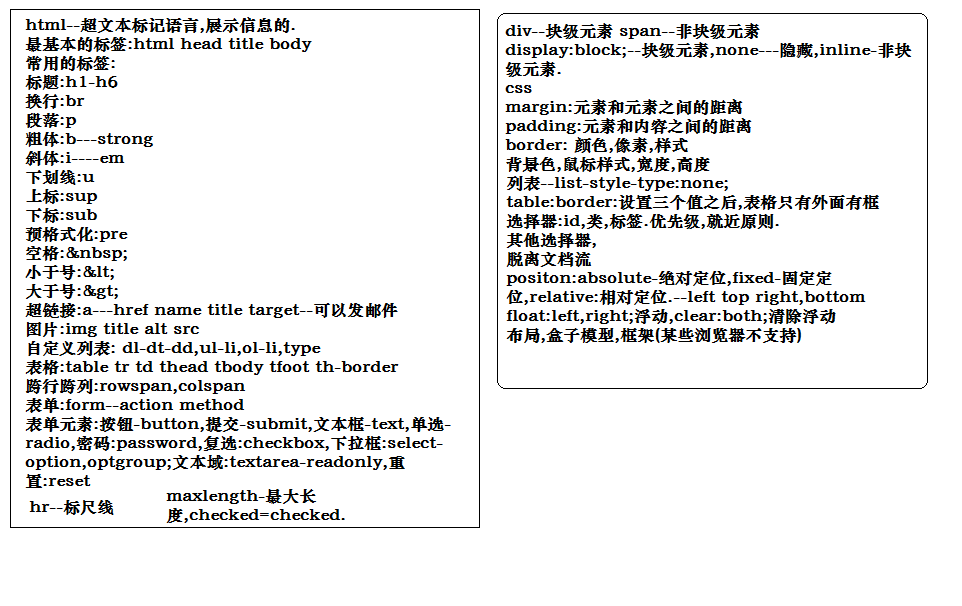 html--超文本标记语言,展示信息的.
最基本的标签:html head title body
常用的标签:
标题:h1-h6
换行:br
段落:p
粗体:b---strong
斜体:i----em
下划线:u
上标:sup
下标:sub
预格式化:pre
空格:&nbsp;
小于号:&lt;
大于号:&gt;
超链接:a---href name title target--可以发邮件
图片:img title alt src
自定义列表: dl-dt-dd,ul-li,ol-li,type
表格:table tr td thead tbody tfoot th-border
跨行跨列:rowspan,colspan
表单:form--action method
表单元素:按钮-button,提交-submit,文本框-text,单选-
radio,密码:password,复选:checkbox,下拉框:select-
option,optgroup;文本域:textarea-readonly,重
置:reset
hr--标尺线
maxlength-最大长
度,checked=checked.
div--块级元素 span--非块级元素
display:block;--块级元素,none---隐藏,inline-非块
级元素.
css
margin:元素和元素之间的距离
padding:元素和内容之间的距离
border: 颜色,像素,样式
背景色,鼠标样式,宽度,高度
列表--list-style-type:none;
table:border:设置三个值之后,表格只有外面有框
选择器:id,类,标签.优先级,就近原则.
其他选择器,
脱离文档流
positon:absolute-绝对定位,fixed-固定定
位,relative:相对定位.--left top right,bottom
float:left,right;浮动,clear:both;清除浮动
布局,盒子模型,框架(某些浏览器不支持)